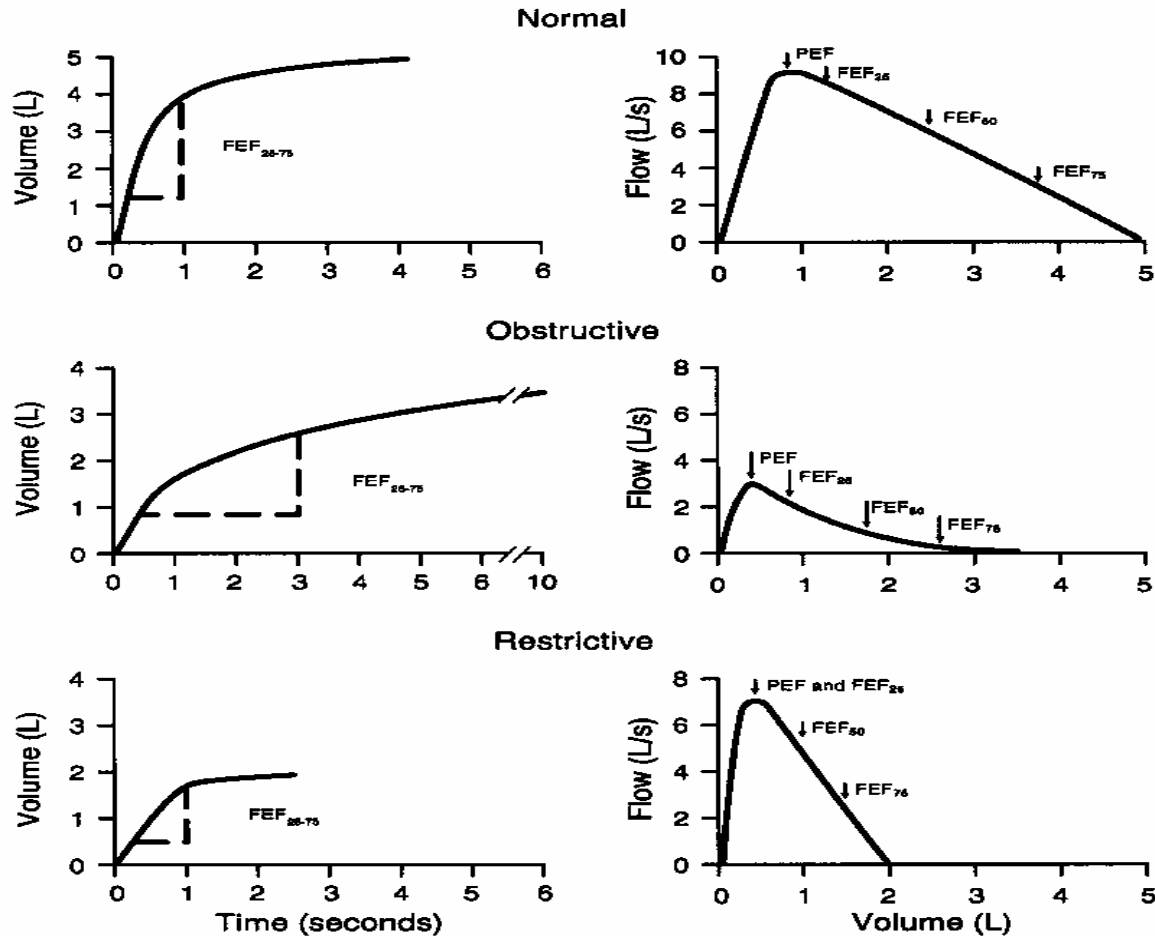 Normal
Volume (L)
5
4
3
2
1
0
FEF25-75
0 1 2 3 4 5 6
Flow (L/s)
10
8
6
4
2
0
PEF
FEF25
FEF50
FEF75
0 1 2 3 4 5
Obstructive
Volume (L)
4
3
2
1
0
FEF25-75
0 1 2 3 4 5 6 10
Flow (L/s)
8
6
4
2
0
PEF
FEF25
FEF50
FEF75
0 1 2 3 4 5
Restrictive
Volume (L)
4
3
2
1
0
FEF25-75
0 1 2 3 4 5 6
Time (seconds)
Flow (L/s)
8
6
4
2
0
PEF and FEF25
FEF50
FEF75
0 1 2 3 4 5
Volume (L)